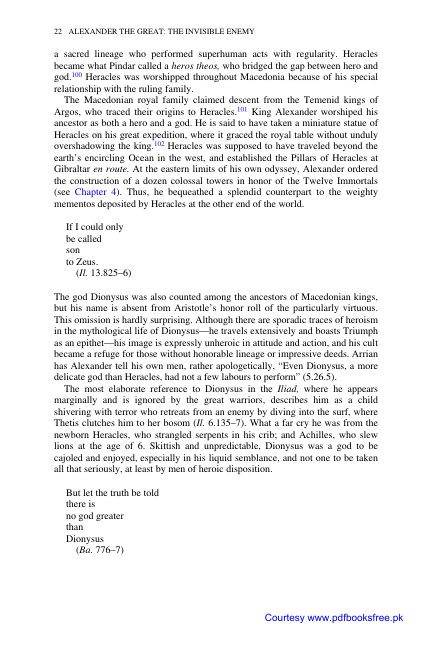 22 ALEXANDER THE GREAT: THE INVISIBLE ENEMY
a sacred lineage who performed superhuman acts with regularity. Heracles
became what Pindar called a heros theos, who bridged the gap between hero and
god.100 Heracles was worshipped throughout Macedonia because of his special
relationship with the ruling family.
The Macedonian royal family claimed descent from the Temenid kings of
Argos, who traced their origins to Heracles.101 King Alexander worshiped his
ancestor as both a hero and a god. He is said to have taken a miniature statue of
Heracles on his great expedition, where it graced the royal table without unduly
overshadowing the king.102 Heracles was supposed to have traveled beyond the
earth's encircling Ocean in the west, and established the Pillars of Heracles at
Gibraltar en route. At the eastern limits of his own odyssey, Alexander ordered
the construction of a dozen colossal towers in honor of the Twelve Immortals
(see Chapter 4). Thus, he bequeathed a splendid counterpart to the weighty
mementos deposited by Heracles at the other end of the world.
If I could only
be called
son
to Zeus.
(Il. 13.825–6)
The god Dionysus was also counted among the ancestors of Macedonian kings,
but his name is absent from Aristotle's honor roll of the particularly virtuous.
This omission is hardly surprising. Although there are sporadic traces of heroism
in the mythological life of Dionysus—he travels extensively and boasts Triumph
as an epithet—his image is expressly unheroic in attitude and action, and his cult
became a refuge for those without honorable lineage or impressive deeds. Arrian
has Alexander tell his own men, rather apologetically, “Even Dionysus, a more
delicate god than Heracles, had not a few labours to perform” (5.26.5).
The most elaborate reference to Dionysus in the Iliad, where he appears
marginally and is ignored by the great warriors, describes him as a child
shivering with terror who retreats from an enemy by diving into the surf, where
Thetis clutches him to her bosom (Il. 6.135–7). What a far cry he was from the
newborn Heracles, who strangled serpents in his crib; and Achilles, who slew
lions at the age of 6. Skittish and unpredictable, Dionysus was a god to be
cajoled and enjoyed, especially in his liquid semblance, and not one to be taken
all that seriously, at least by men of heroic disposition.
But let the truth be told
there is
no god greater
than
Dionysus
(Ba. 776–7)
Courtesy www.pdfbooksfree.pk